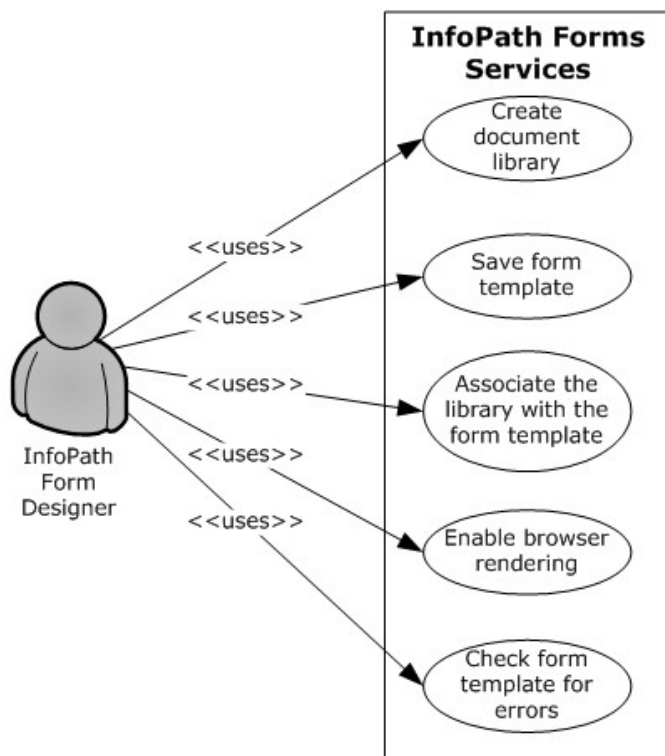 InfoPath Forms
Services
Create
document
library
<<uses>>
Save form
template
<<uses>>
Associate the
library with the
form template
<<uses>>
InfoPath
Form
Designer
<<uses>>
Enable browser
rendering
<<uses>>
Check form
template for
errors